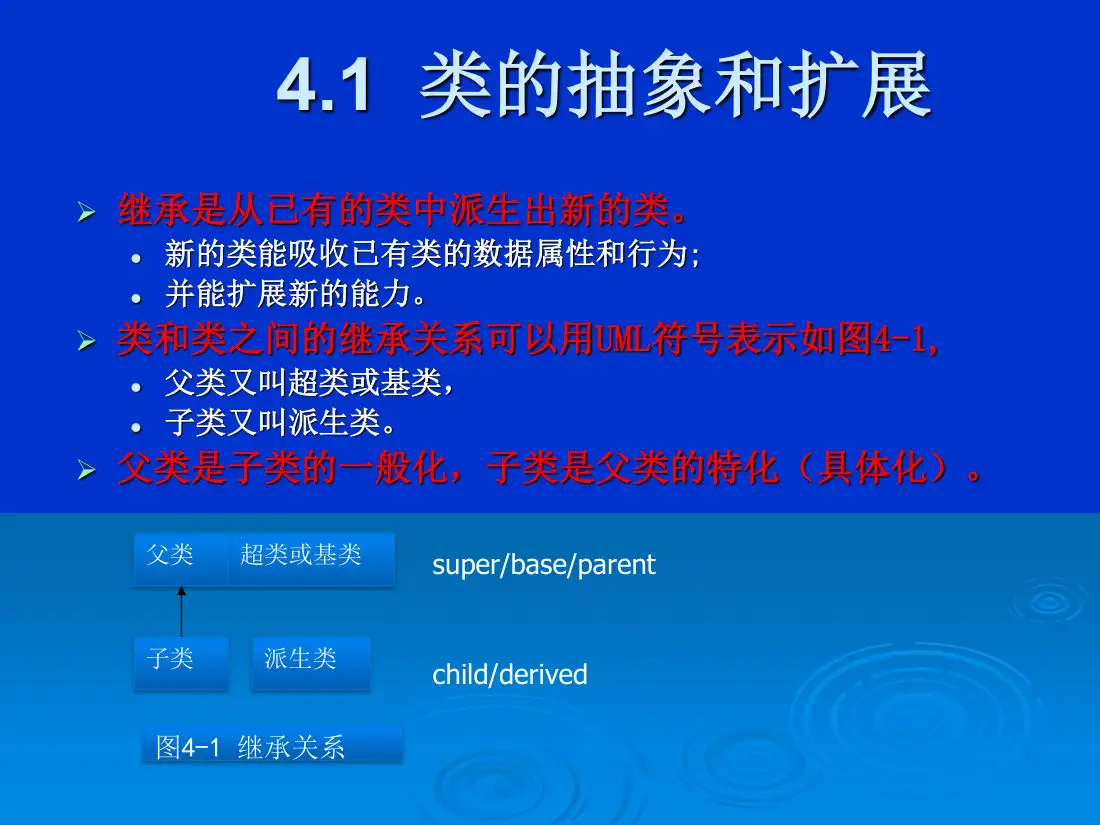 4.1 类的抽象和扩展
继承是从已有的类中派生出新的类。
新的类能吸收已有类的数据属性和行为;
并能扩展新的能力。
类和类之间的继承关系可以用UML符号表示如图4-1,
父类又叫超类或基类，
子类又叫派生类。
父类是子类的一般化，子类是父类的特化（具体化）。
父类 超类或基类 super/base/parent
子类 派生类 child/derived
图4-1 继承关系